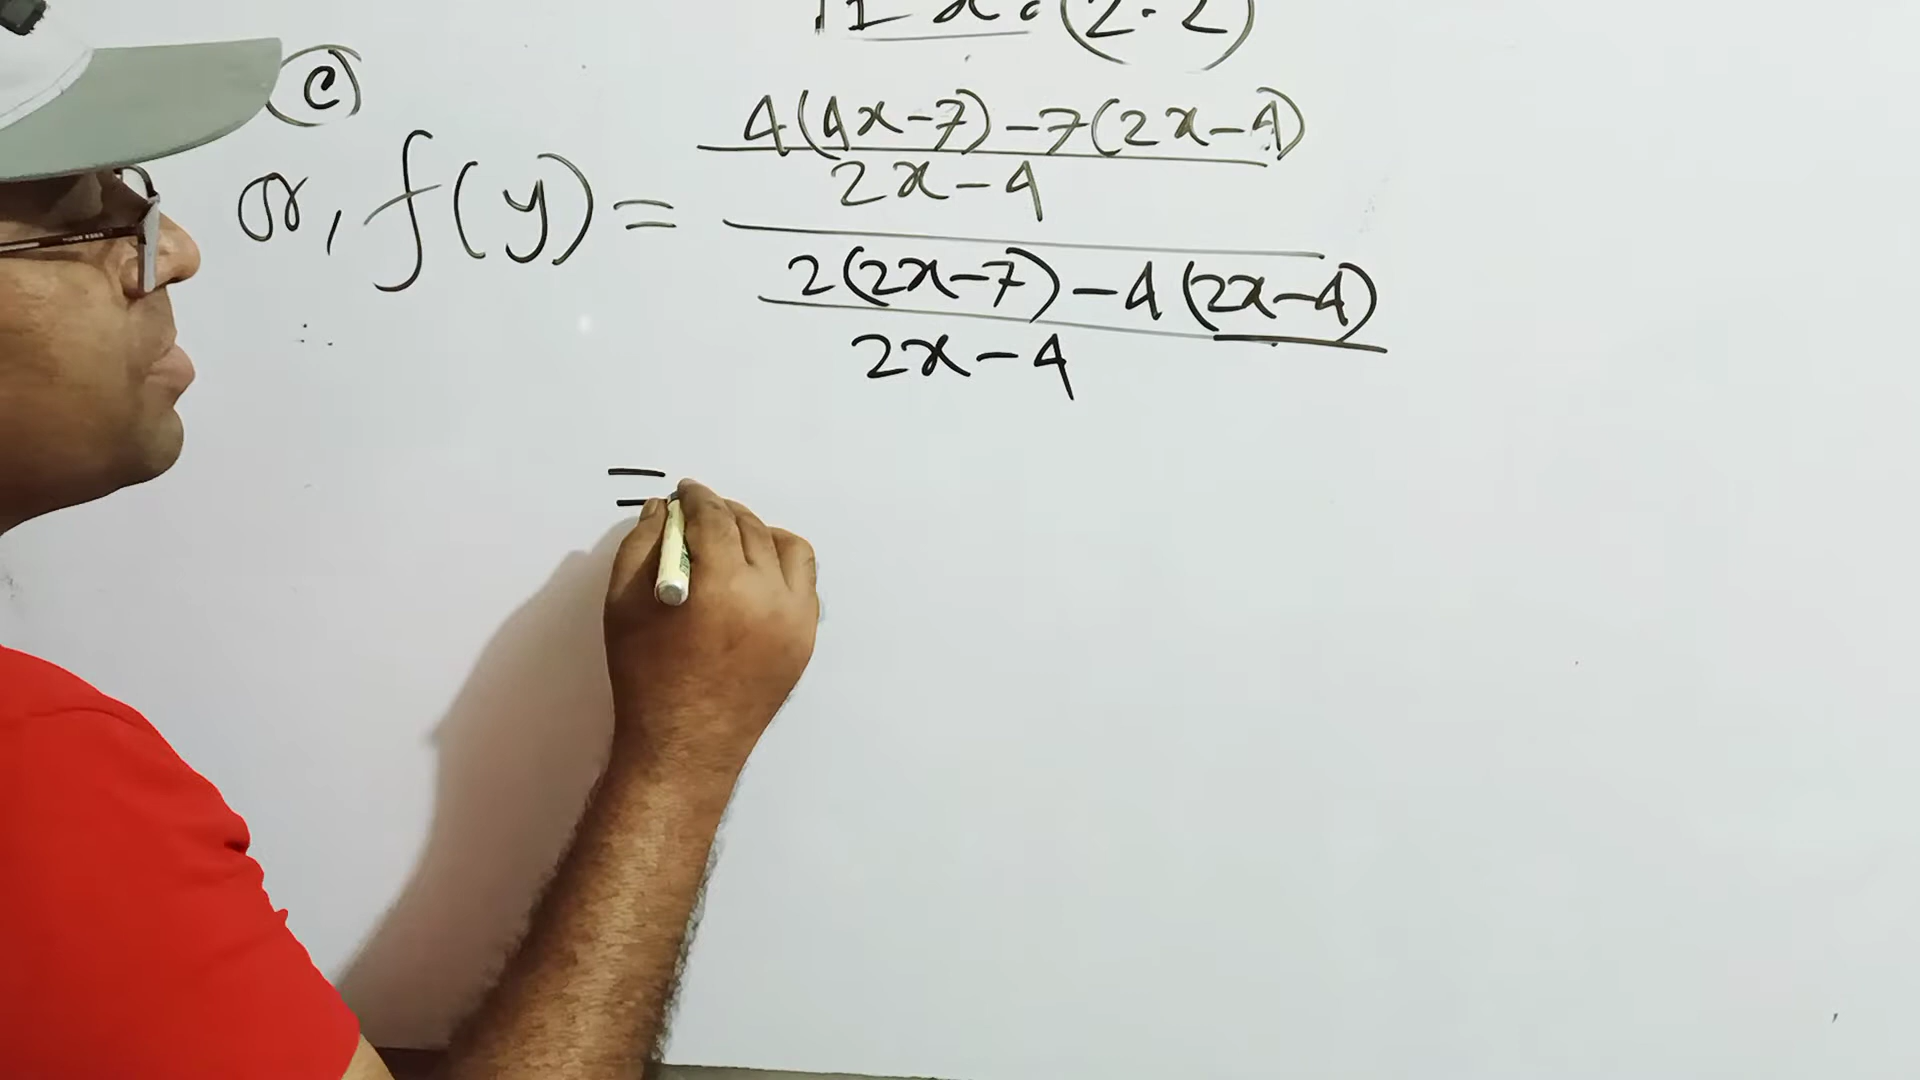 (c)
or, f(y) = 4(4x-7)-7(2x-4)
2x-4
2(2x-7)-4(2x-4)
2x-4
=